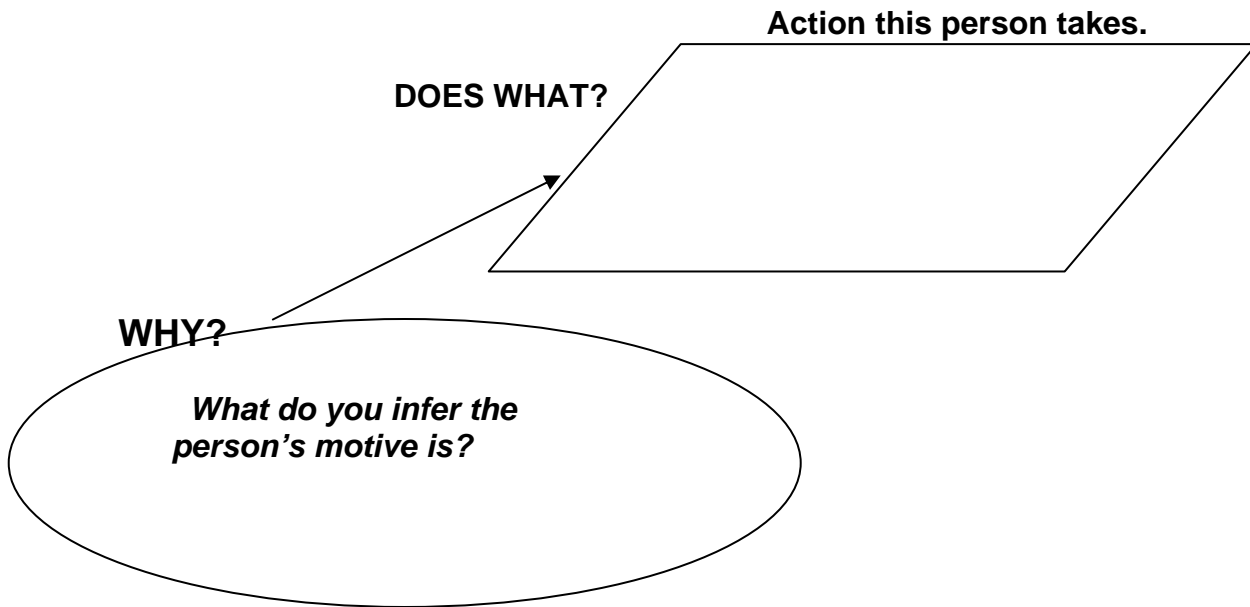 Action this person takes.
DOES WHAT?
WHY?
What do you infer the
person’s motive is?